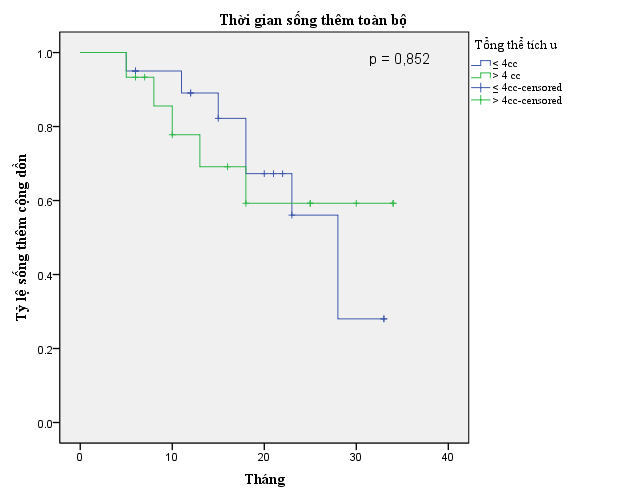 Thời gian sống thêm toàn bộ
p = 0,852
Tổng thể tích u
≤ 4cc
> 4 cc
≤ 4cc-censored
> 4cc-censored
Tỷ lệ sống thêm cộng dồn
1.0
0.8
0.6
0.4
0.2
0.0
0 10 20 30 40
Tháng